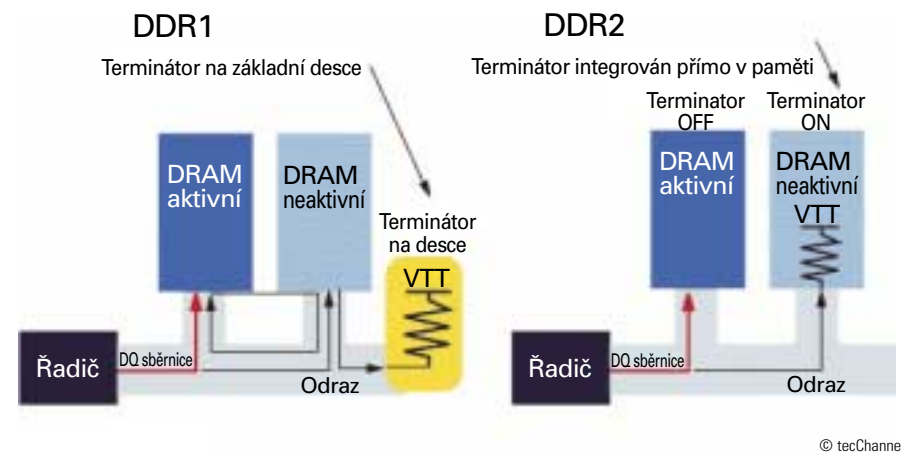 DDR1
Terminátor na základní desce
DRAM
aktivní
DRAM
neaktivní
Terminátor
na desce
VTT
Řadič
DQ sběrnice
Odraz
DDR2
Terminátor integrován přímo v paměti
Terminator
OFF
Terminator
ON
DRAM
aktivní
DRAM
neaktivní
VTT
Řadič
DQ sběrnice
Odraz
© tecChanne